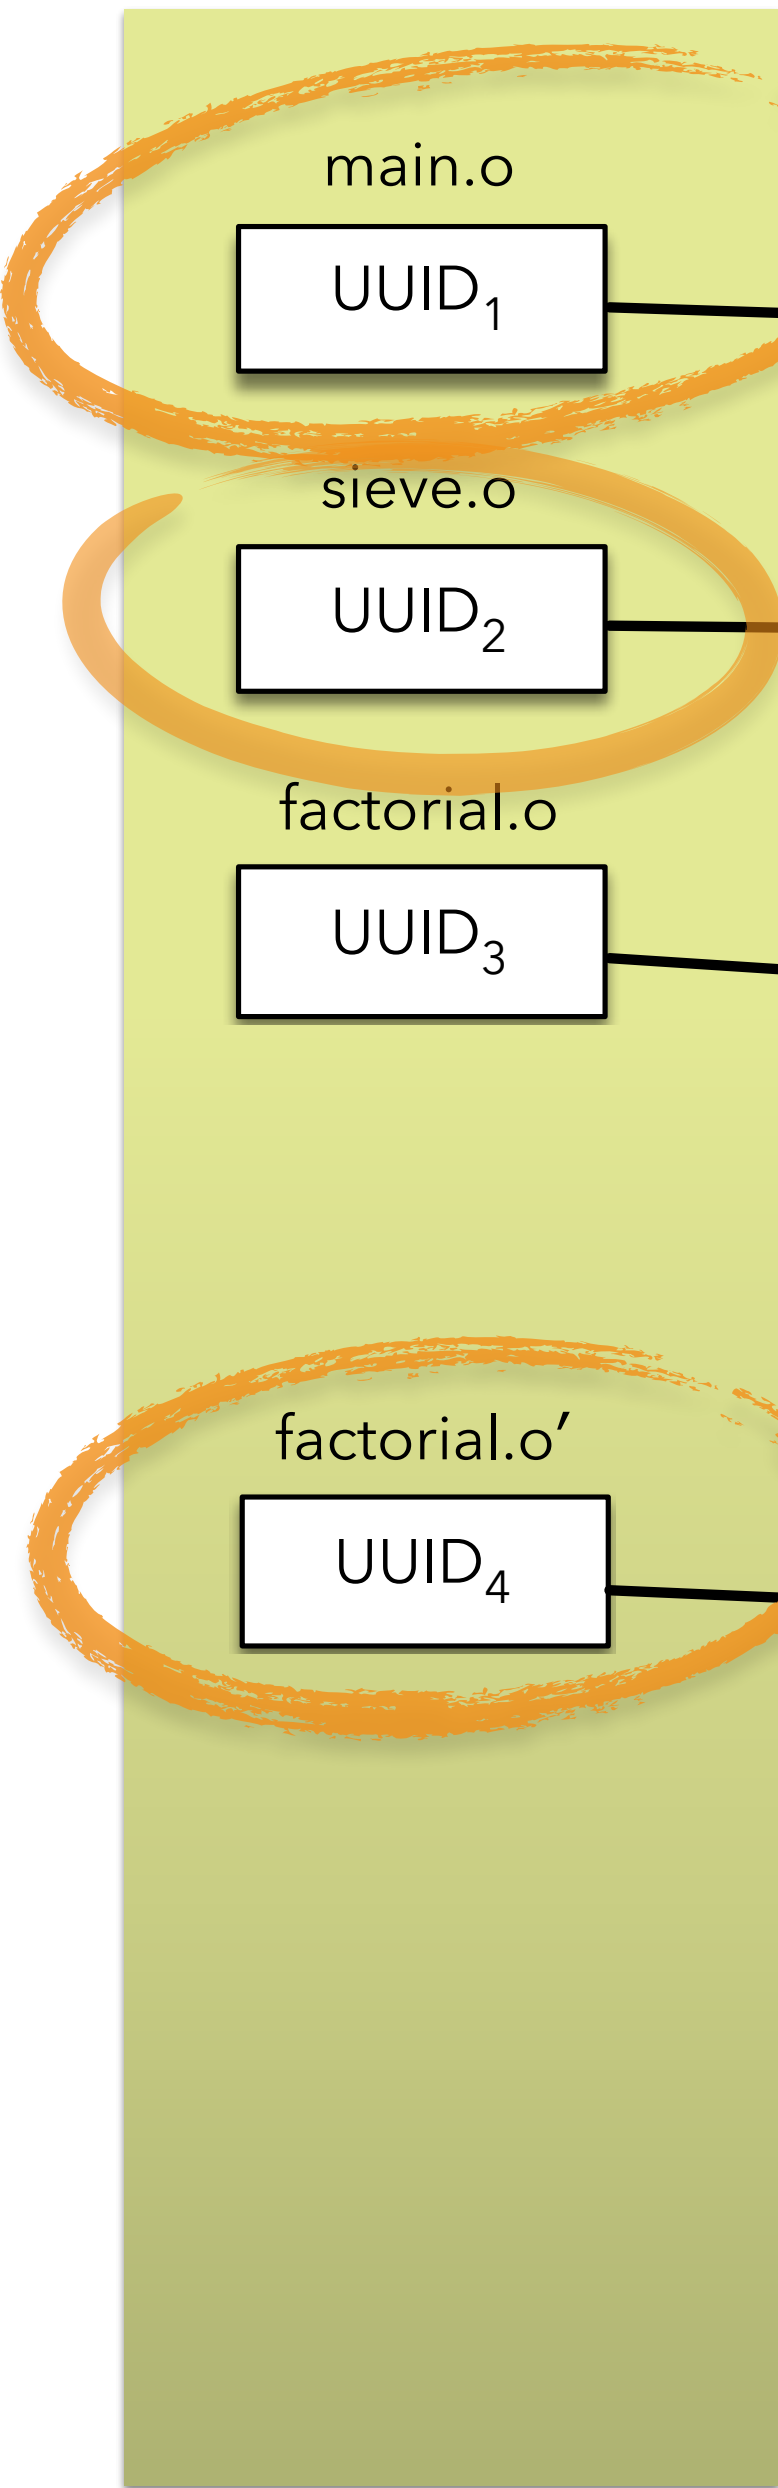 main.o
UUID₁
sieve.o
UUID₂
factorial.o
UUID₃
factorial.o′
UUID₄